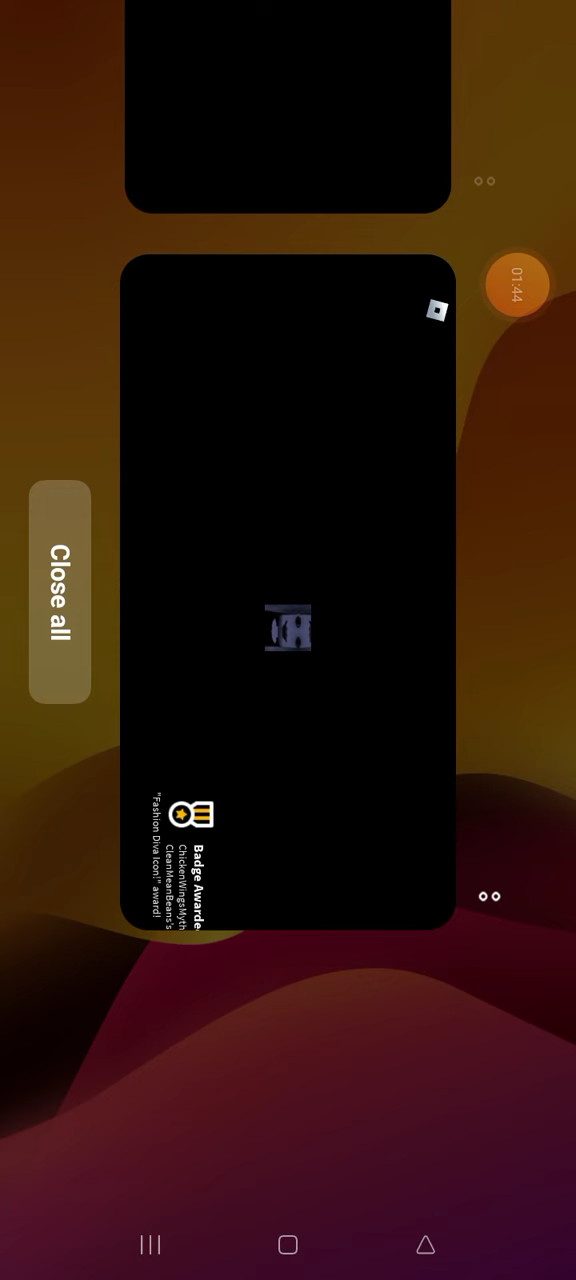 01:44
Badge Awarde
ChickenWingsMyth
CleanMeanBeans's
"Fashion Diva Icon!" award!
Close all